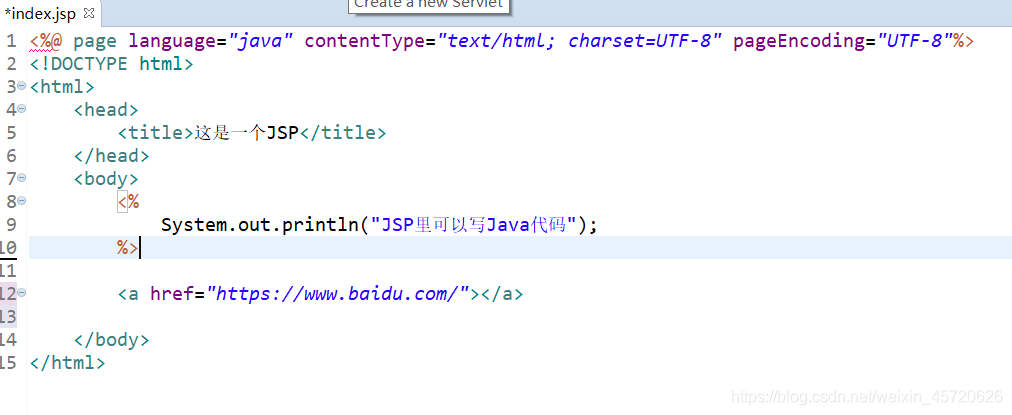 Create a new Servlet
*index.jsp
1 <%@ page language="java" contentType="text/html; charset=UTF-8" pageEncoding="UTF-8"%>
2 <!DOCTYPE html>
3 <html>
4 <head>
5 <title>这是一个JSP</title>
6 </head>
7 <body>
8 <%
9 System.out.println("JSP里可以写Java代码");
10 %>
11
12 <a href="https://www.baidu.com/"></a>
13
14 </body>
15 </html>
https://blog.csdn.net/weixin_45720626